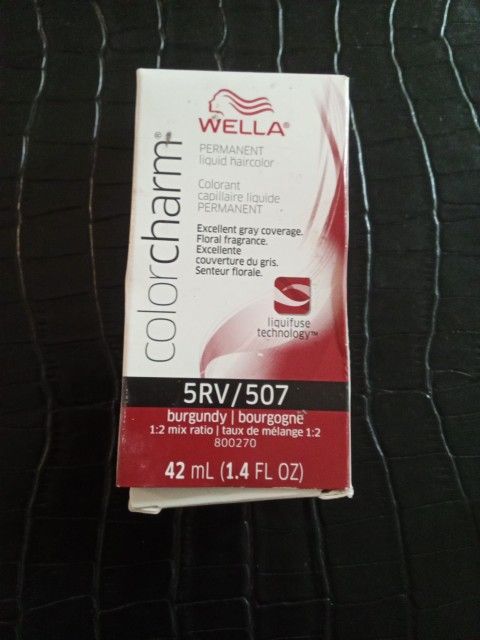 WELLA®
PERMANENT
liquid haircolor
Colorant
capillaire liquide
PERMANENT
Excellent gray coverage.
Floral fragrance.
Excellente
couverture du gris.
Senteur florale.
colorcharm®
liquifuse
technology™
5RV/507
burgundy | bourgogne
1:2 mix ratio | taux de mélange 1:2
800270
42 mL (1.4 FL OZ)